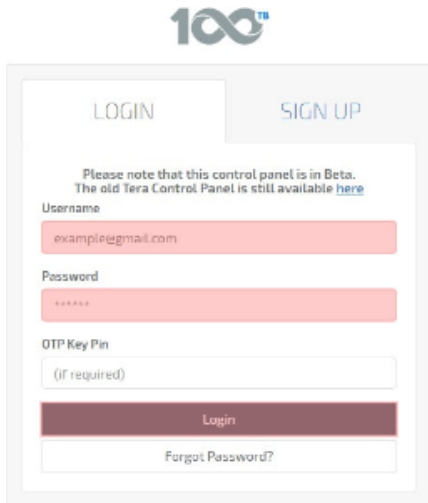 100TB
LOGIN
SIGN UP
Please note that this control panel is in Beta.
The old Tera Control Panel is still available here
Username
example@gmail.com
Password
******
OTP Key Pin
(if required)
Login
Forgot Password?